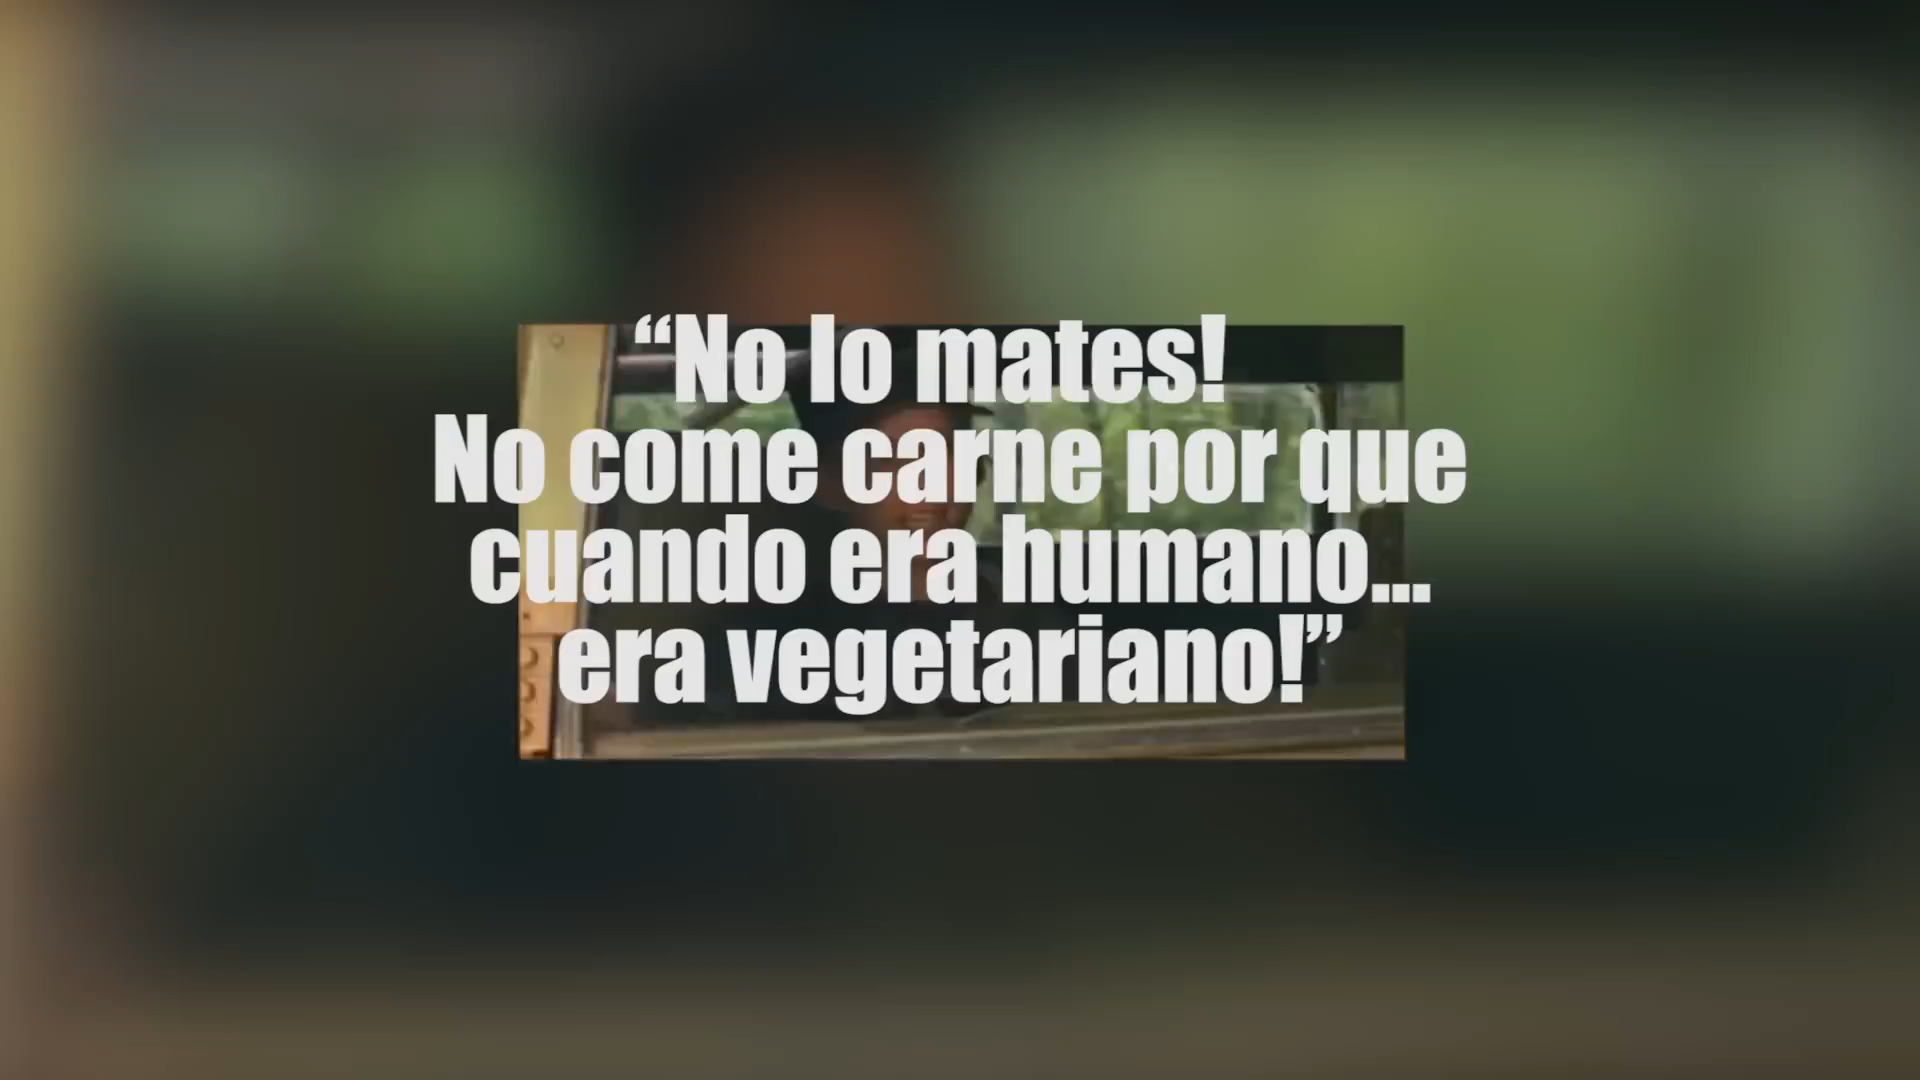 “No lo mates!
No come carne por que
cuando era humano...
era vegetariano!”